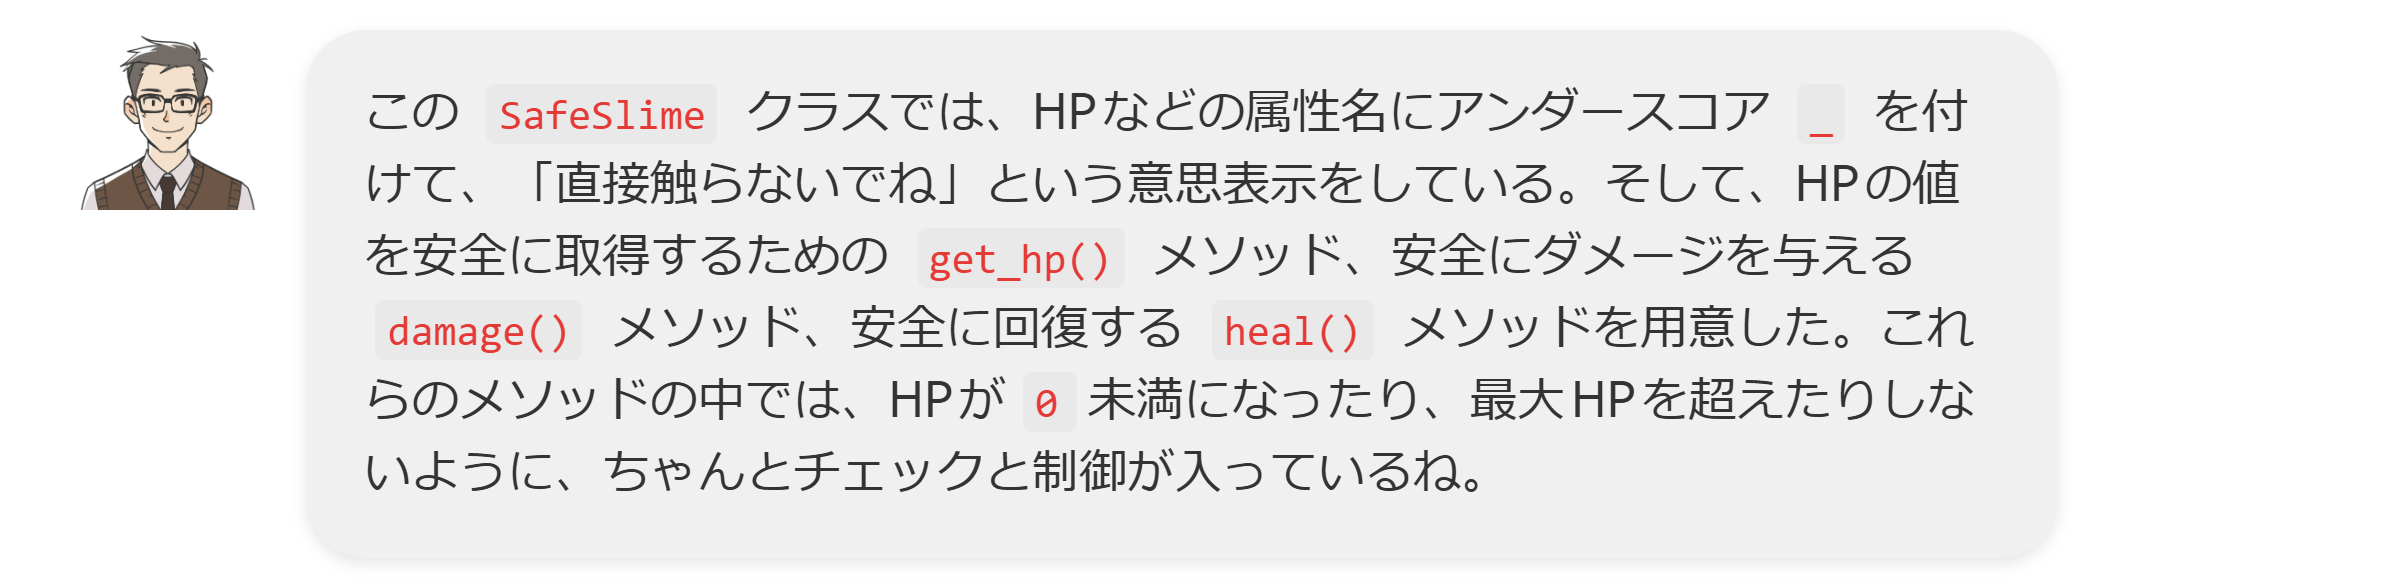 この SafeSlime クラスでは、HPなどの属性名にアンダースコア _ を付
けて、「直接触らないでね」という意思表示をしている。そして、HPの値
を安全に取得するための get_hp() メソッド、安全にダメージを与える
damage() メソッド、安全に回復する heal() メソッドを用意した。これ
らのメソッドの中では、HPが 0 未満になったり、最大HPを超えたりしな
いように、ちゃんとチェックと制御が入っているね。